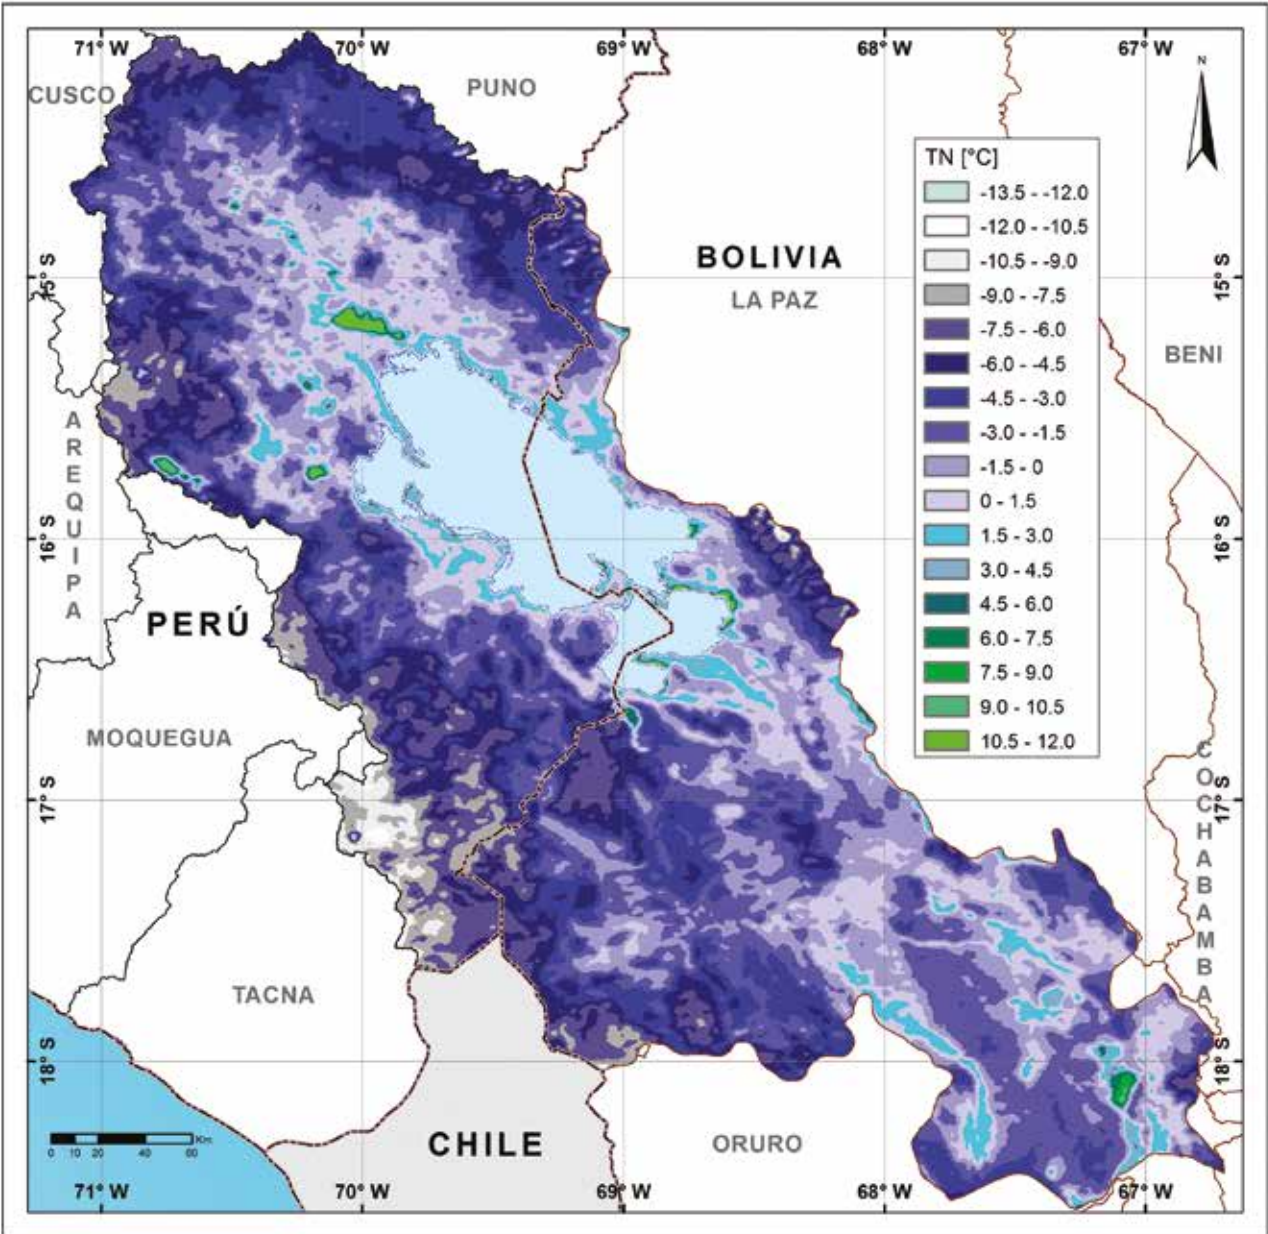 71° W 70° W 69° W 68° W 67° W
N
CUSCO
PUNO
TN [°C]
-13.5 - -12.0
-12.0 - -10.5
-10.5 - -9.0
-9.0 - -7.5
-7.5 - -6.0
-6.0 - -4.5
-4.5 - -3.0
-3.0 - -1.5
-1.5 - 0
0 - 1.5
1.5 - 3.0
3.0 - 4.5
4.5 - 6.0
6.0 - 7.5
7.5 - 9.0
9.0 - 10.5
10.5 - 12.0
BOLIVIA
LA PAZ
15° S
15° S
BENI
AREQUIPA
16° S
16° S
PERÚ
MOQUEGUA
COCHABAMBA
17° S
17° S
TACNA
18° S
18° S
CHILE
ORURO
0 10 20 40 60 Km
71° W 70° W 69° W 68° W 67° W